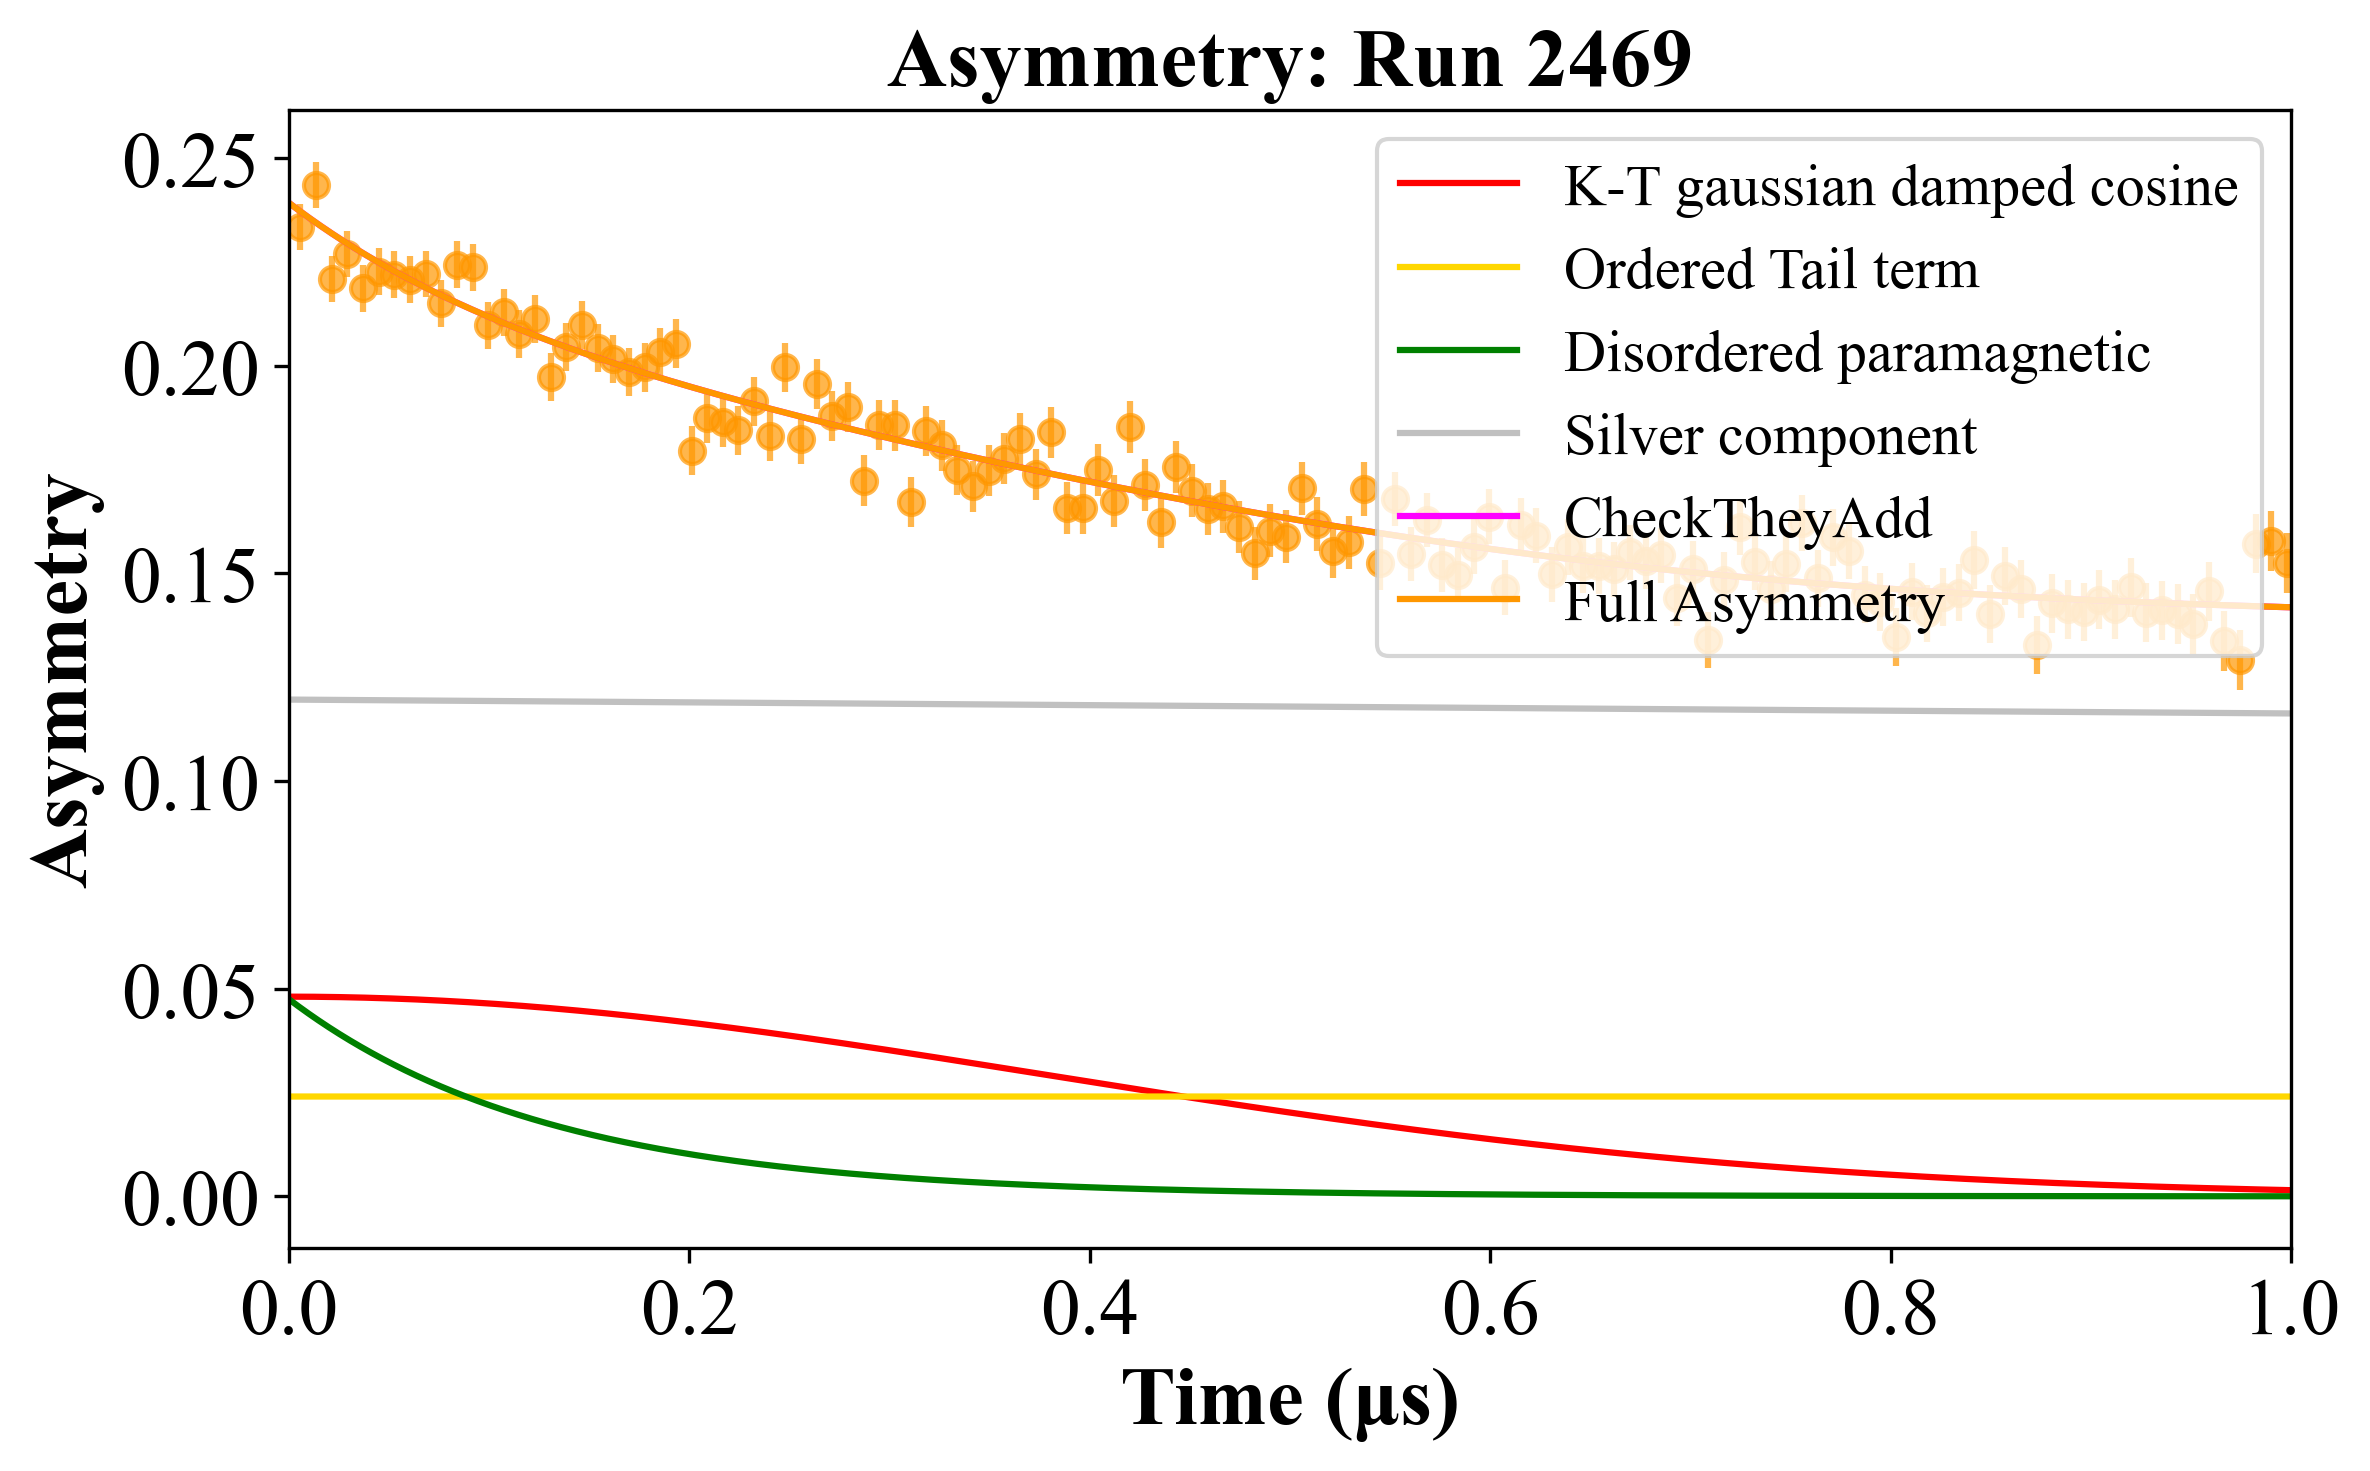 Asymmetry: Run 2469
Asymmetry
0.25
0.20
0.15
0.10
0.05
0.00
K-T gaussian damped cosine
Ordered Tail term
Disordered paramagnetic
Silver component
CheckTheyAdd
Full Asymmetry
0.0 0.2 0.4 0.6 0.8 1.0
Time (μs)